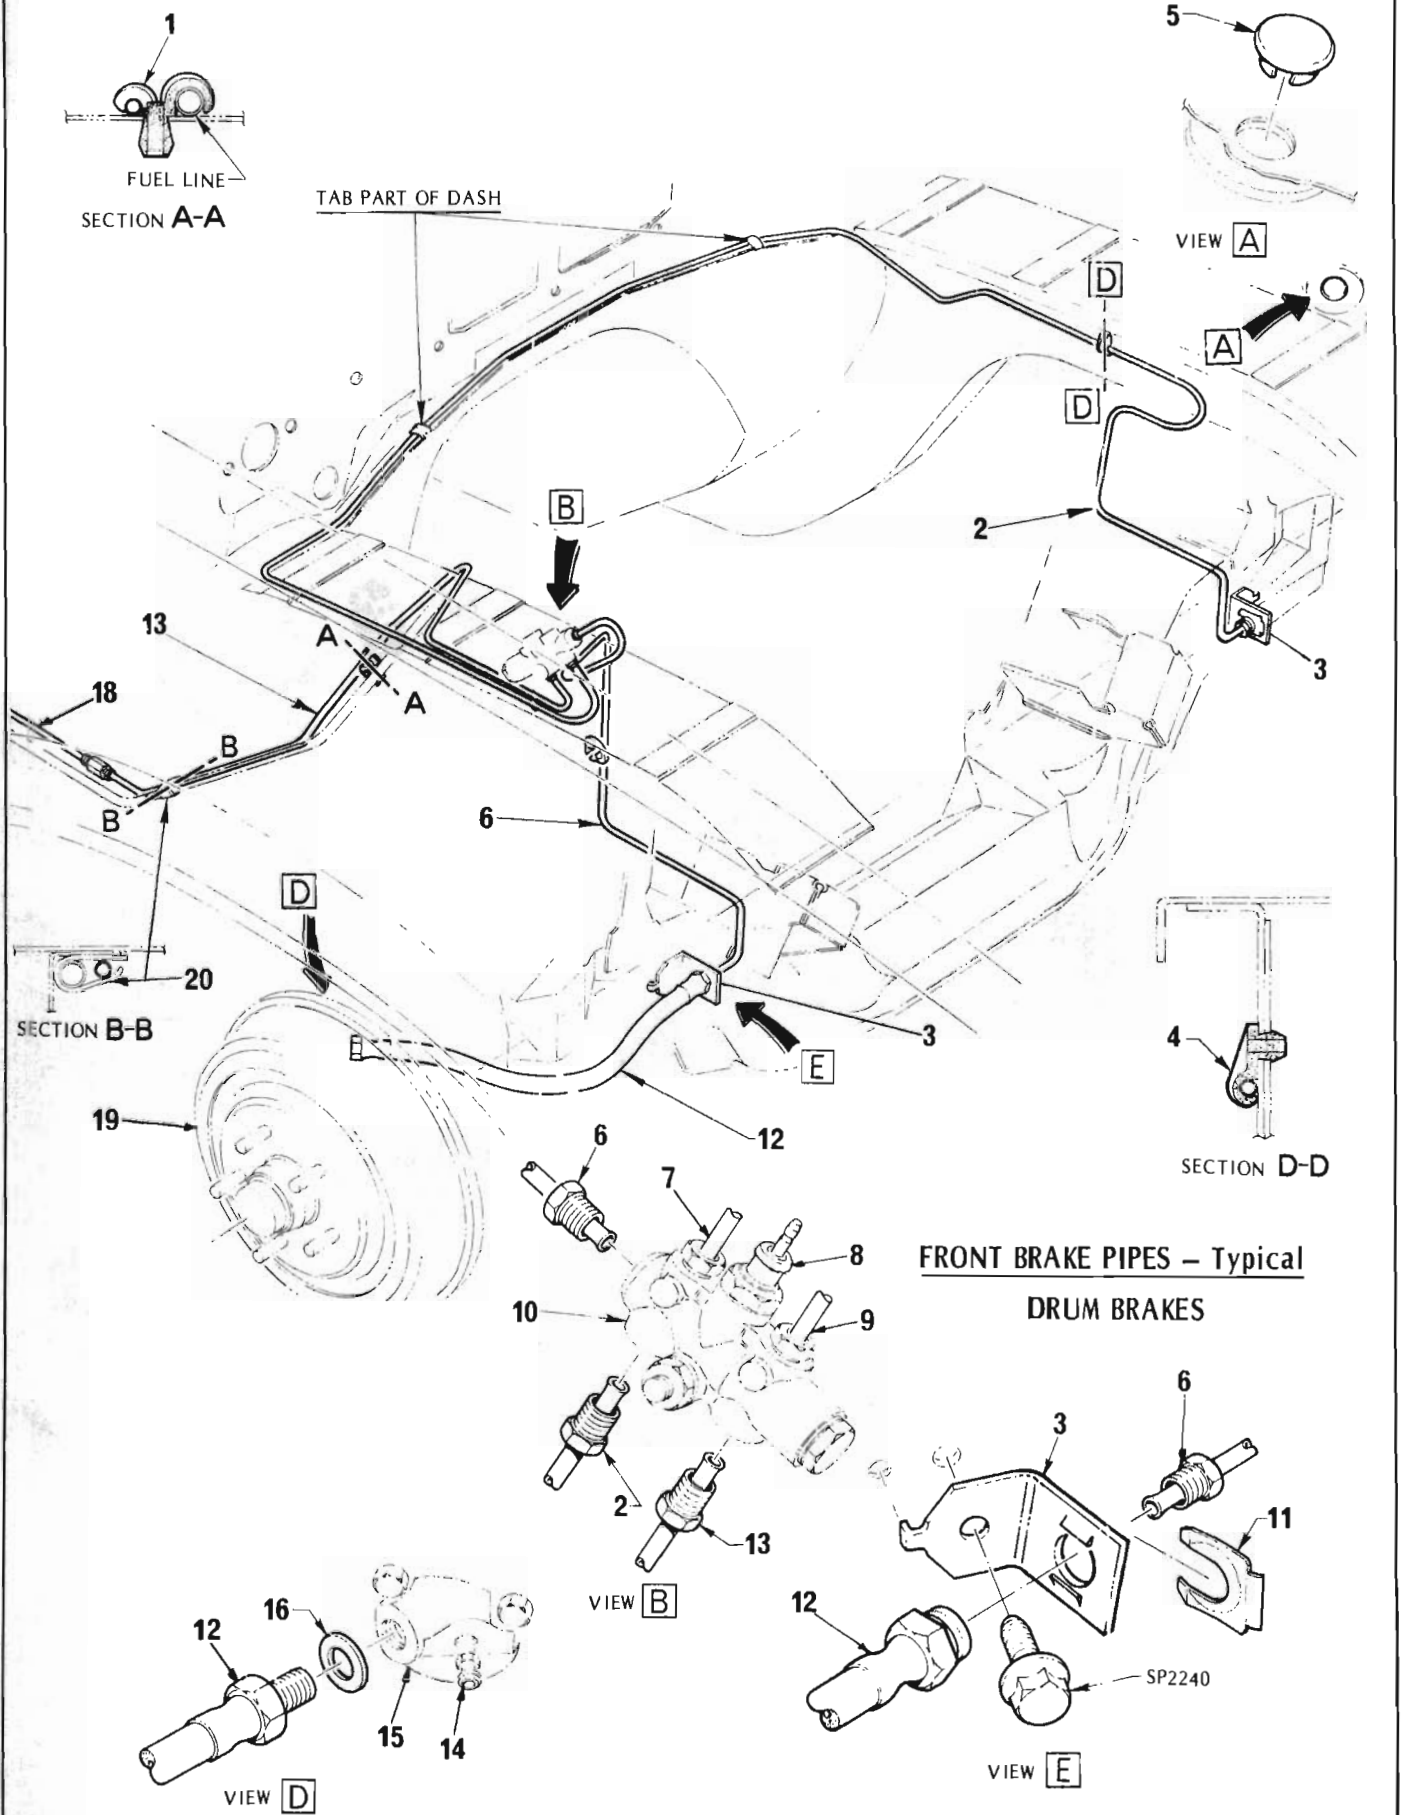 1
5
FUEL LINE
SECTION A-A
TAB PART OF DASH
VIEW A
D
A
D
B
2
13
A
3
A
18
B
B
6
D
20
SECTION B-B
3
4
E
19
12
SECTION D-D
6
7
8
FRONT BRAKE PIPES – Typical
DRUM BRAKES
10
9
6
3
2
13
11
VIEW B
12
16
12
SP2240
15
14
VIEW E
VIEW D